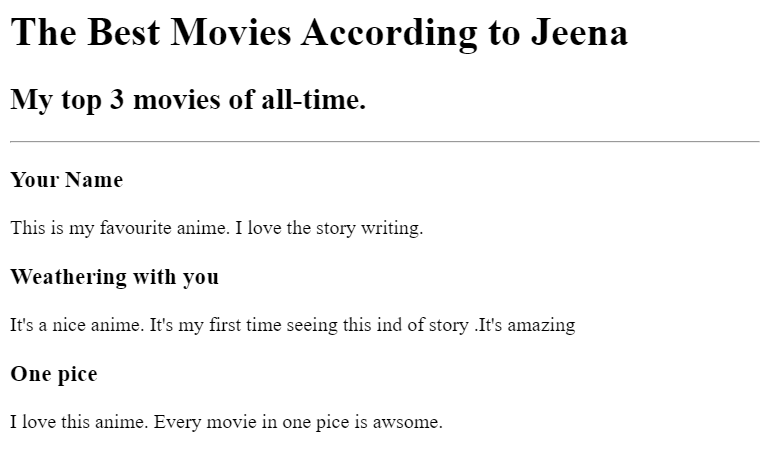 The Best Movies According to Jeena
My top 3 movies of all-time.
Your Name
This is my favourite anime. I love the story writing.
Weathering with you
It's a nice anime. It's my first time seeing this ind of story .It's amazing
One pice
I love this anime. Every movie in one pice is awsome.